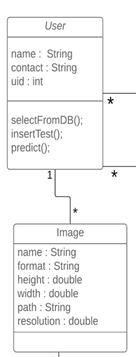 User
name : String
contact : String
uid : int
selectFromDB();
insertTest();
predict();
*
1
*
*
Image
name : String
format : String
height : double
width : double
path : String
resolution : double